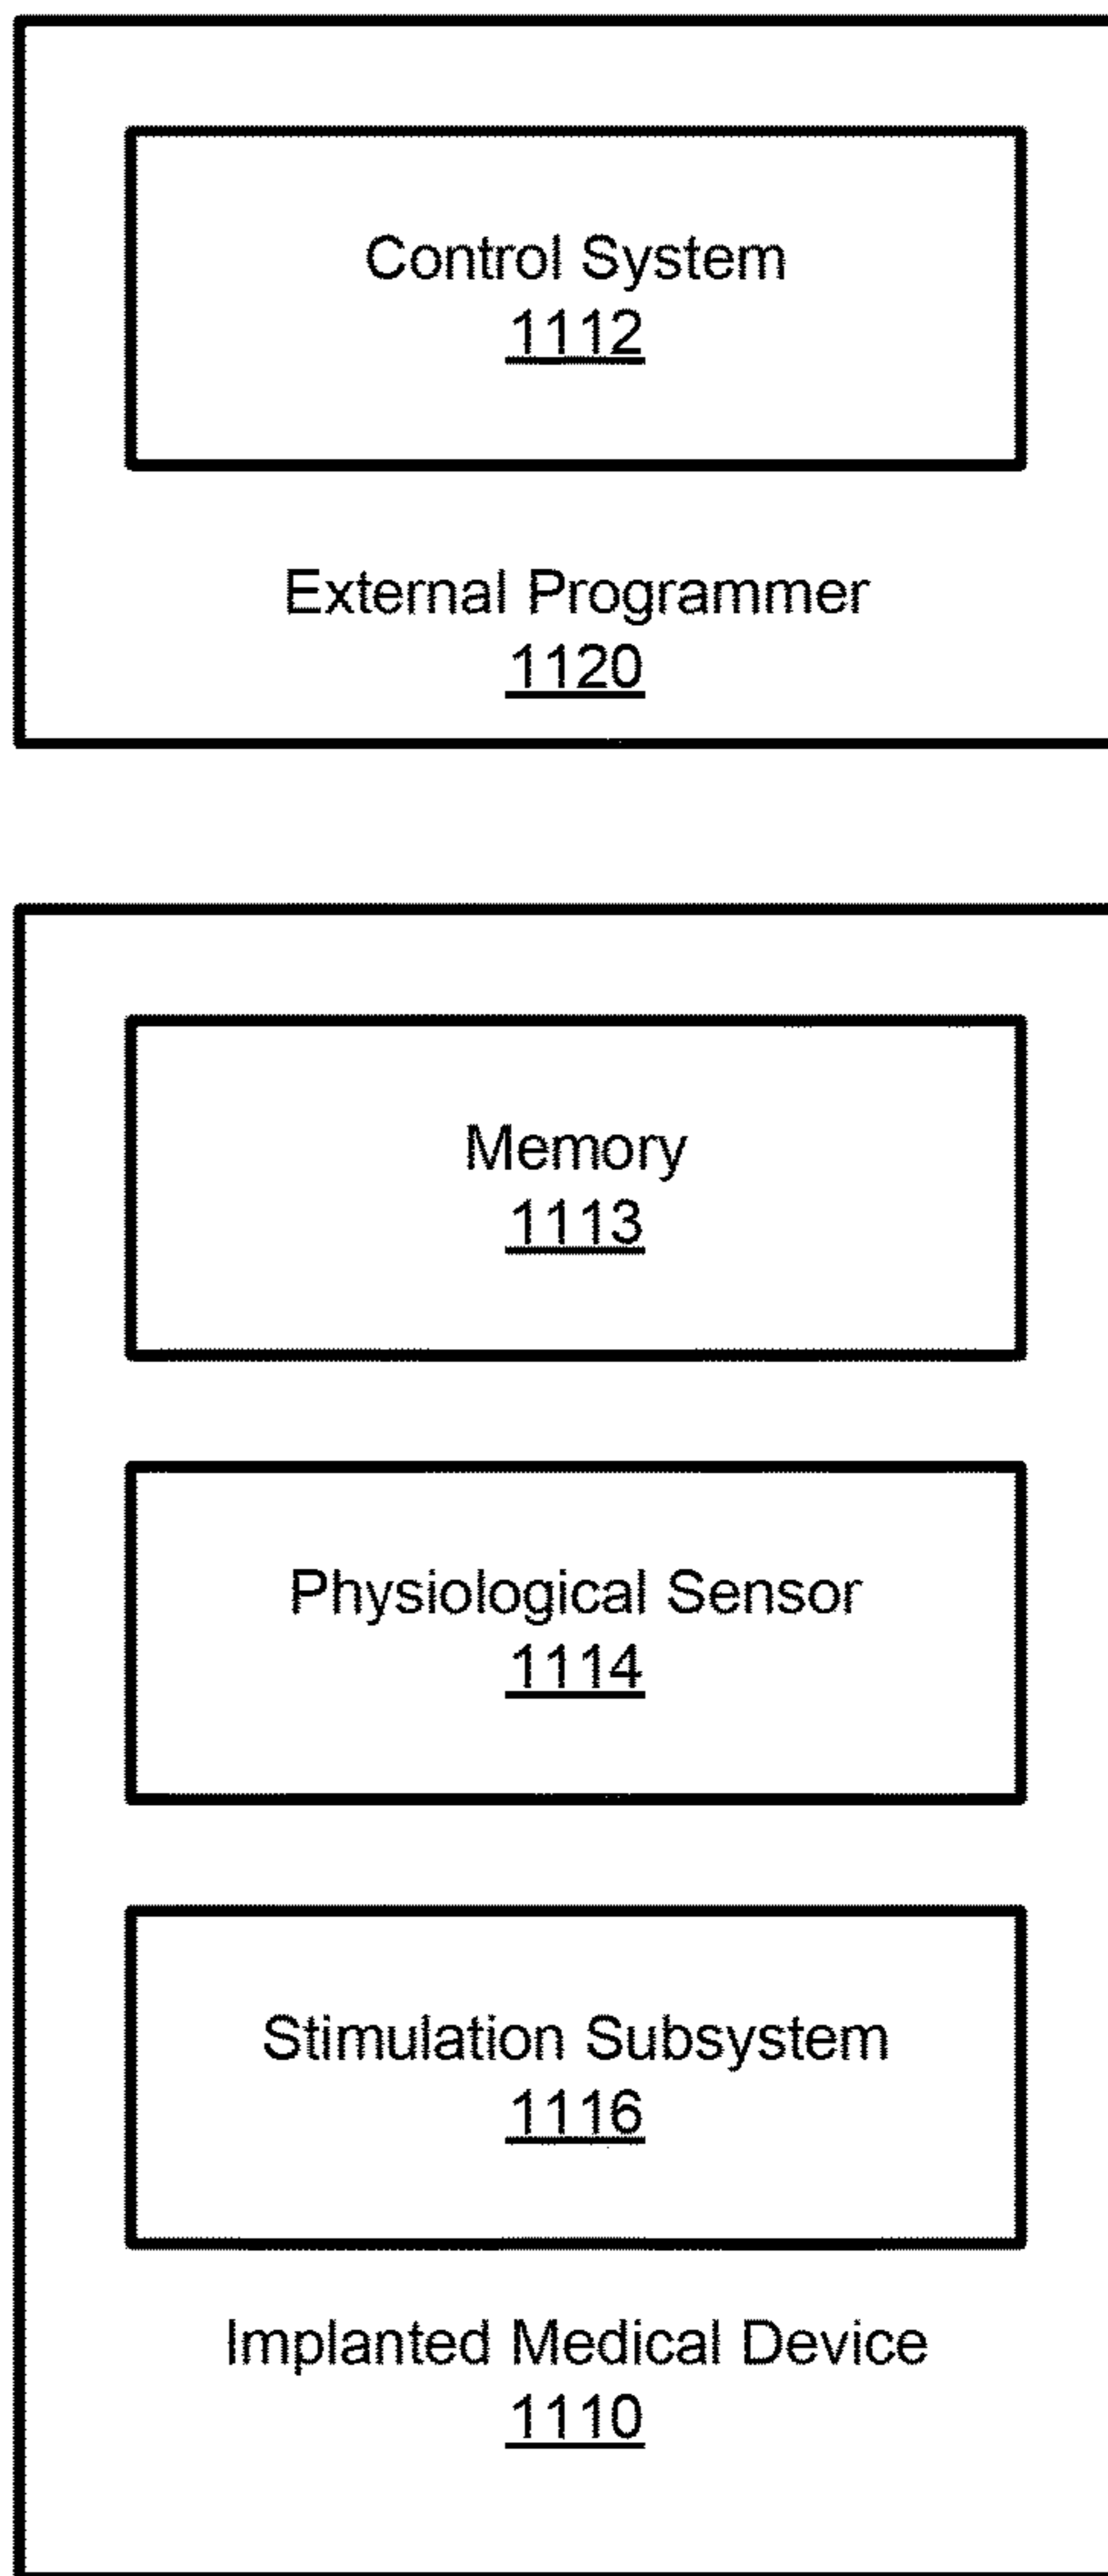 Control System
1112
External Programmer
1120
Memory
1113
Physiological Sensor
1114
Stimulation Subsystem
1116
Implanted Medical Device
1110